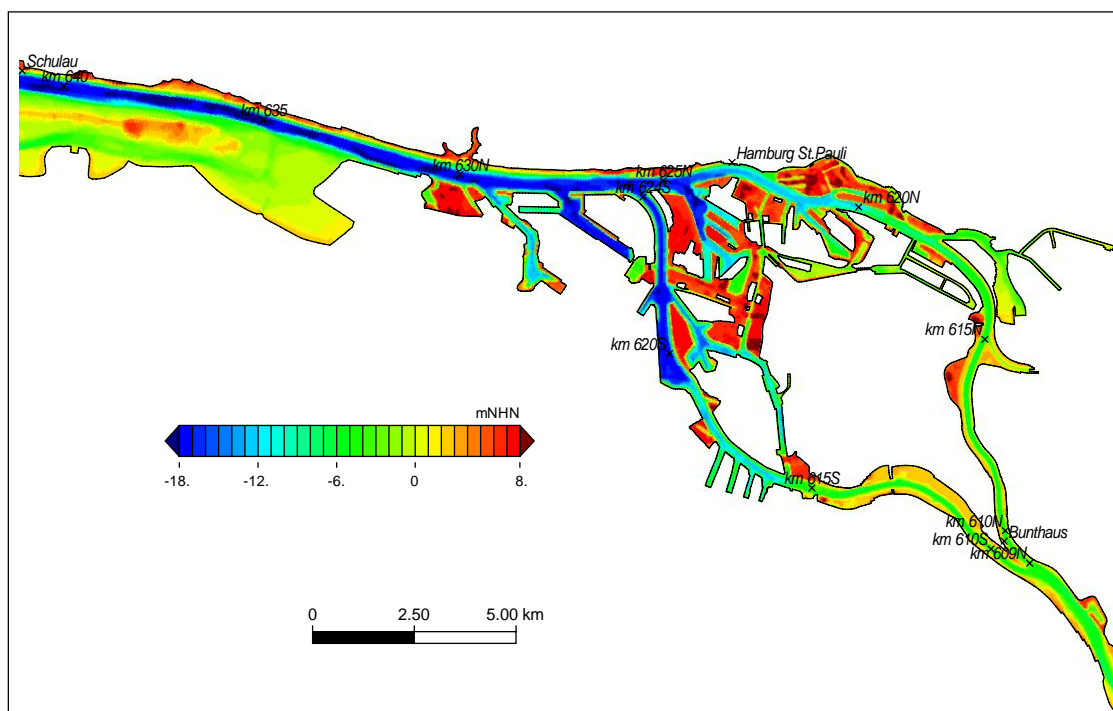 Schulau
km 640
km 635
Hamburg St.Pauli
km 630N
km 625N
km 624S
km 620N
km 615N
km 620S
mNHN
-18. -12. -6. 0 8.
km 615S
km 610N
Bunthaus
km 610S
km 609N
0 2.50 5.00 km